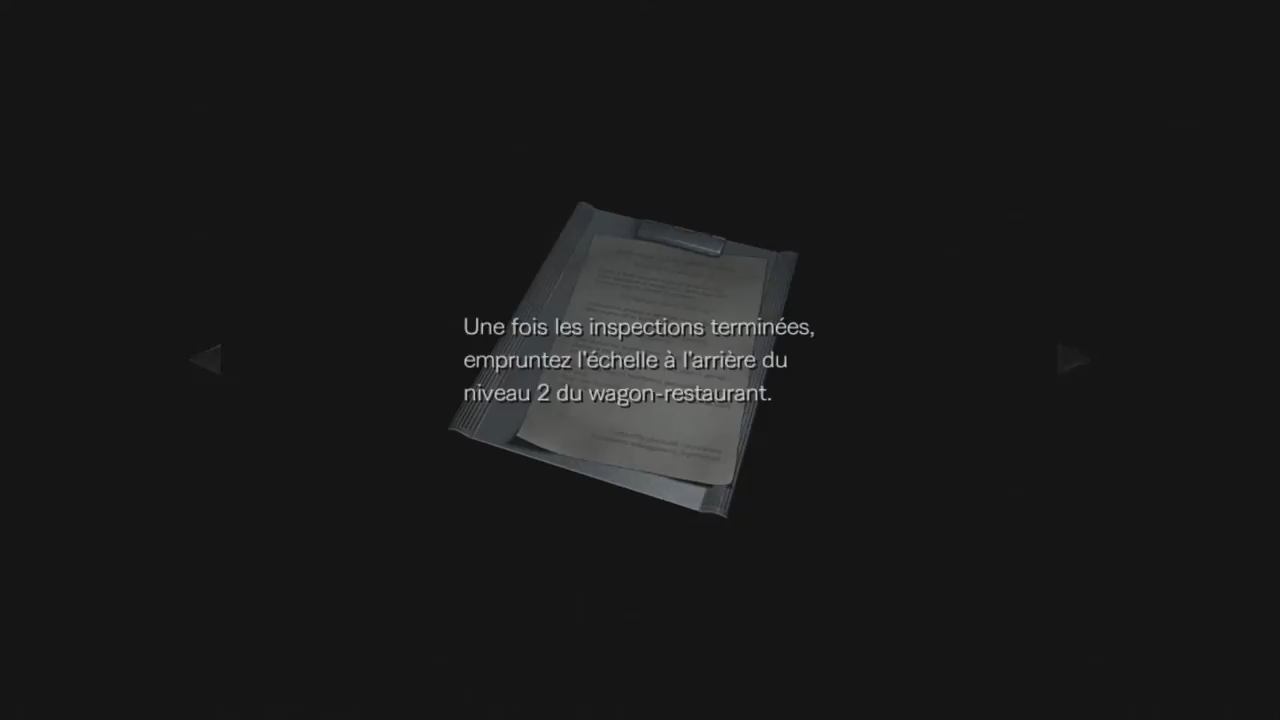 Une fois les inspections terminées,
empruntez l'échelle à l'arrière du
niveau 2 du wagon-restaurant.